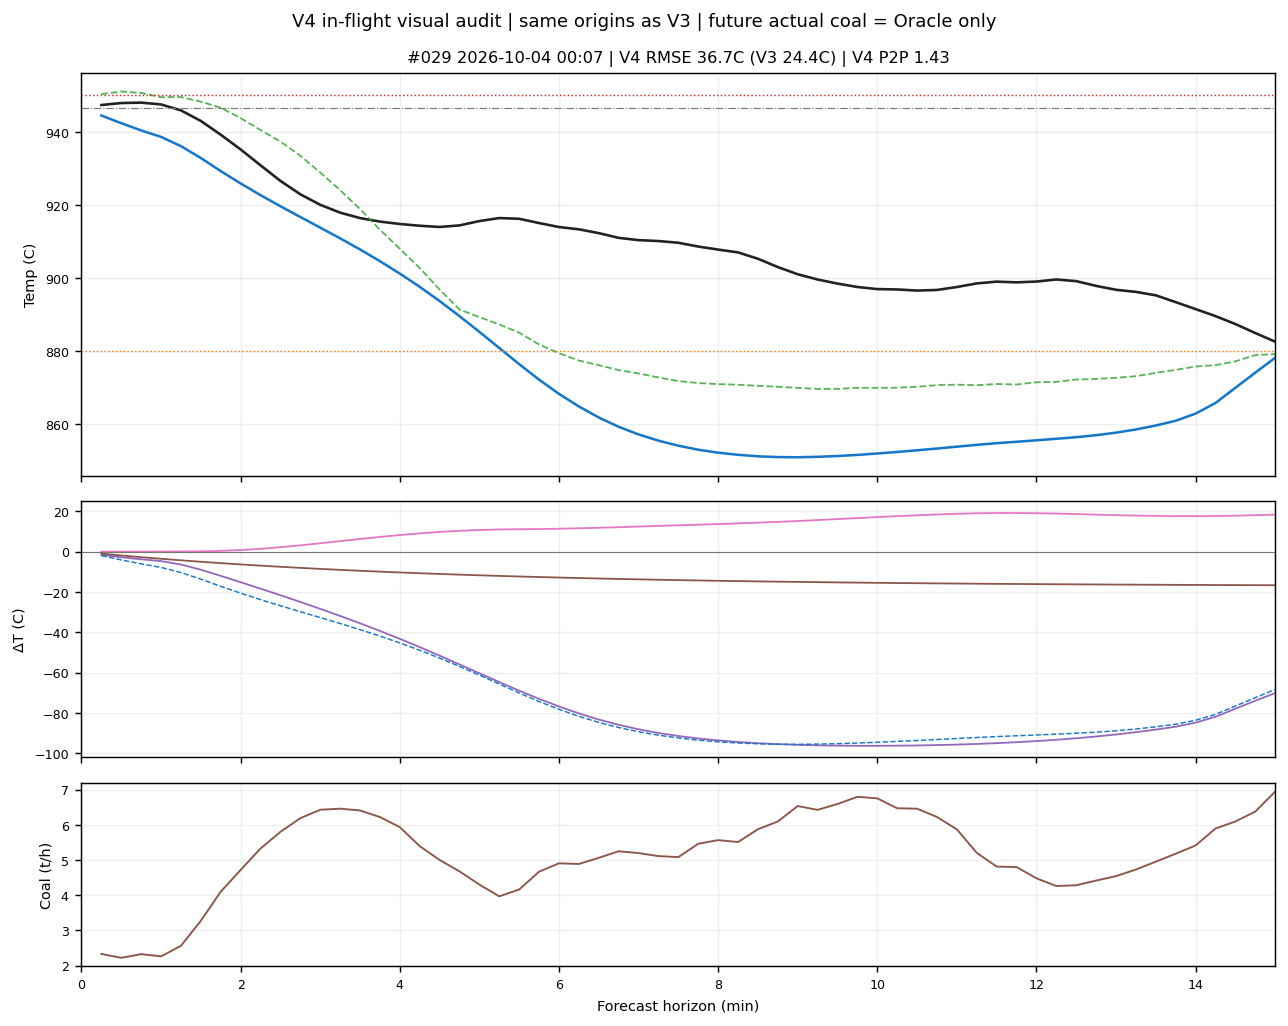 V4 in-flight visual audit | same origins as V3 | future actual coal = Oracle only
#029 2026-10-04 00:07 | V4 RMSE 36.7C (V3 24.4C) | V4 P2P 1.43
Temp (C)
940
920
900
880
860
ΔT (C)
20
0
−20
−40
−60
−80
−100
Coal (t/h)
7
6
5
4
3
2
0 2 4 6 8 10 12 14
Forecast horizon (min)